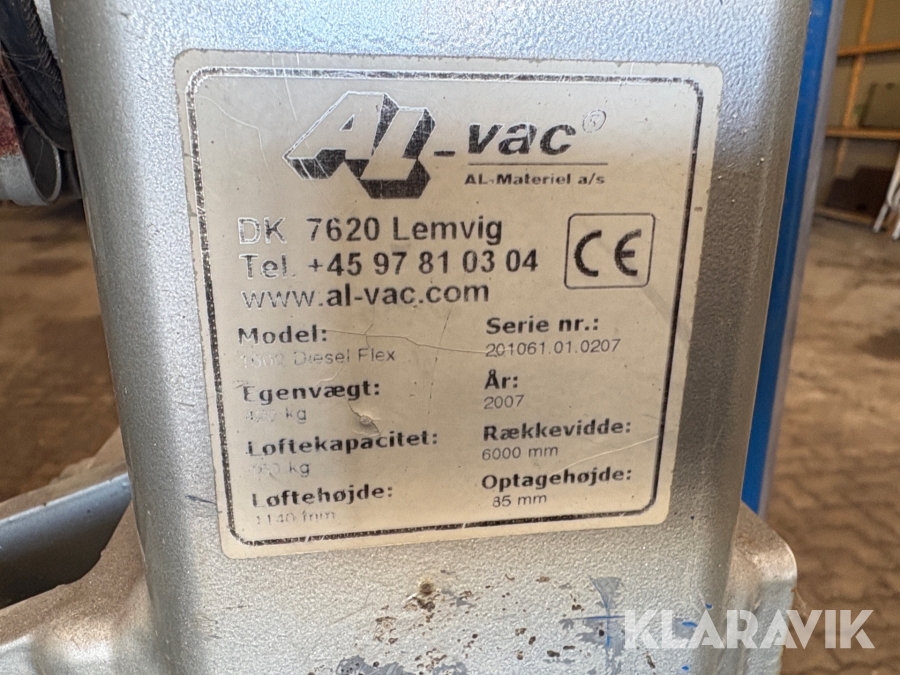 AL-vac®
AL-Materiel a/s
DK 7620 Lemvig
Tel. +45 97 81 03 04
www.al-vac.com
CE
Model: Serie nr.:
Diesel Flex 201061.01.0207
Egenvægt: År:
kg 2007
Løftekapacitet: Rækkevidde:
kg 6000 mm
Løftehøjde: Optagehøjde:
1140 mm 85 mm
KLARAVIK